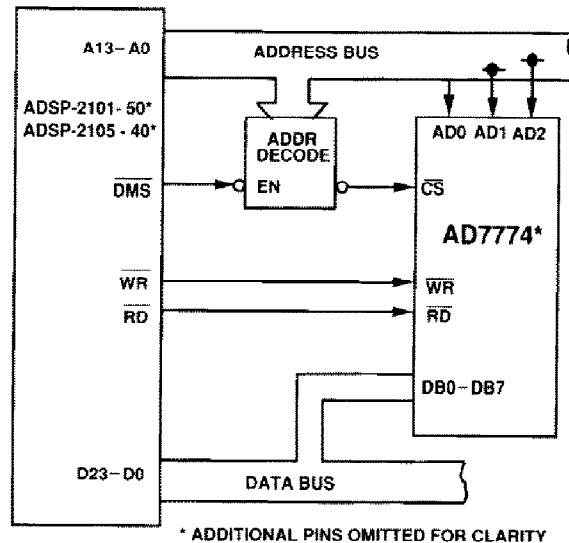 A13–A0
ADDRESS BUS
ADSP-2101-50*
ADSP-2105-40*
ADDR
DECODE
EN
DMS
AD0 AD1 AD2
CS
AD7774*
WR
WR
RD
RD
DB0–DB7
D23–D0
DATA BUS
* ADDITIONAL PINS OMITTED FOR CLARITY